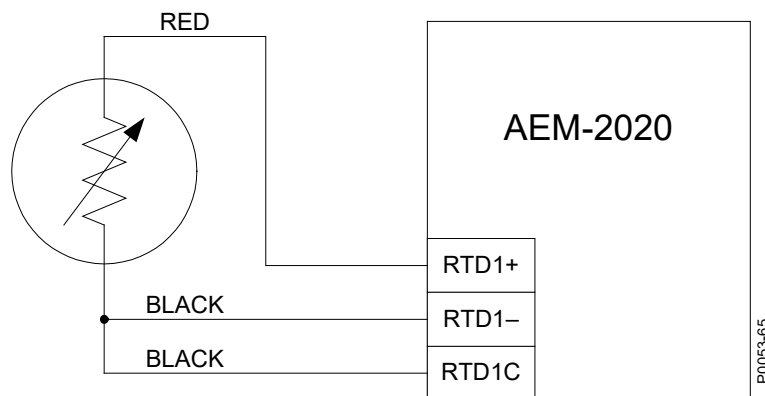 RED
AEM-2020
RTD1+
BLACK
RTD1–
BLACK
RTD1C
P0053-65